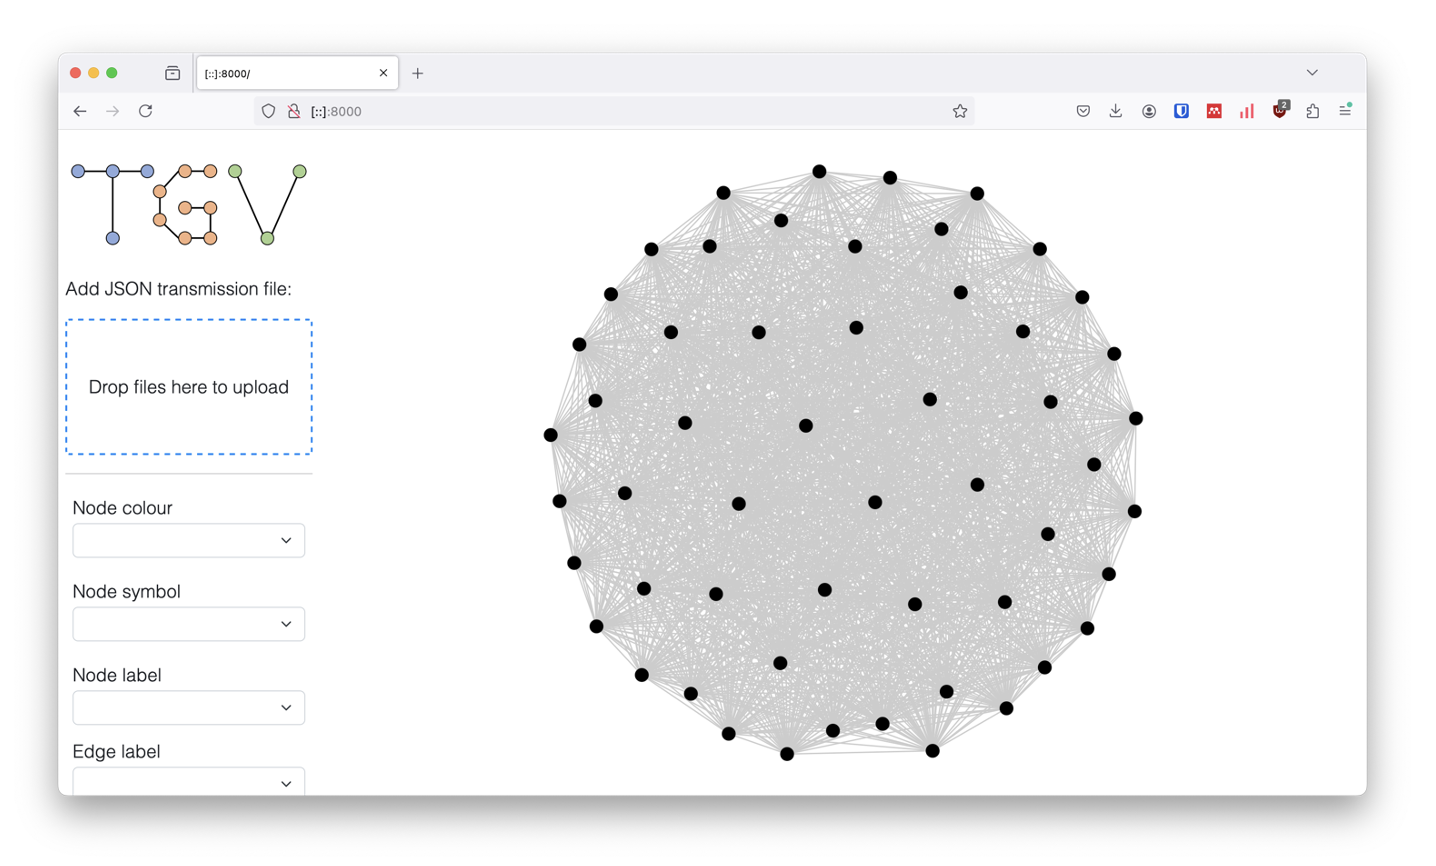 [::]:8000/
[::]:8000
2
TGV
Add JSON transmission file:
Drop files here to upload
Node colour
Node symbol
Node label
Edge label